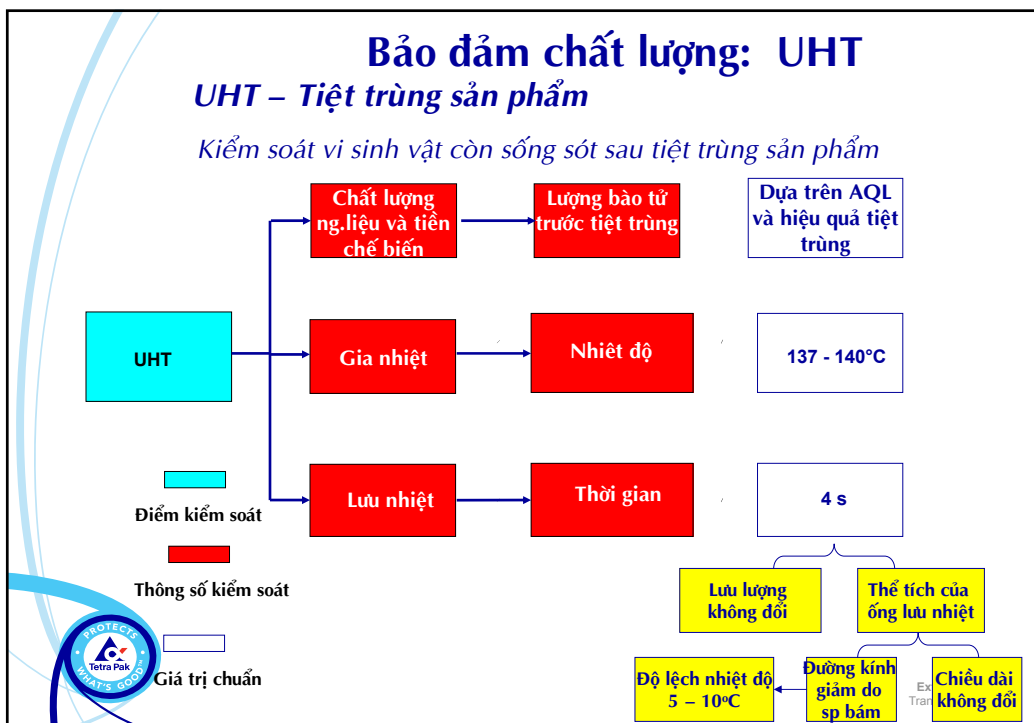 Bảo đảm chất lượng: UHT
UHT – Tiệt trùng sản phẩm
Kiểm soát vi sinh vật còn sống sót sau tiệt trùng sản phẩm
Chất lượng
ng.liệu và tiền
chế biến
Lượng bào tử
trước tiệt trùng
Dựa trên AQL
và hiệu quả tiệt
trùng
UHT
Gia nhiệt
Nhiêt độ
137 - 140°C
Lưu nhiệt
Thời gian
4 s
Điểm kiểm soát
Thông số kiểm soát
Giá trị chuẩn
Lưu lượng
không đổi
Thể tích của
ống lưu nhiệt
Độ lệch nhiệt độ
5 – 10ºC
Đường kính
giảm do
sp bám
Chiều dài
không đổi
Ex
Tran
PROTECTS
Tetra Pak
WHAT'S GOOD™